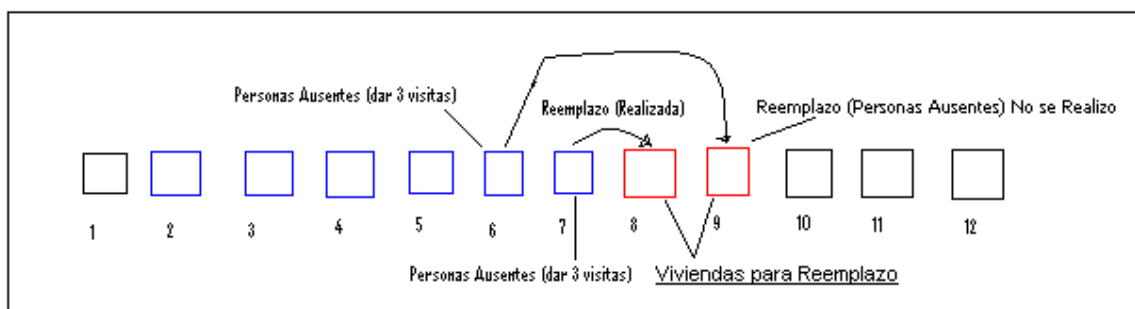 Personas Ausentes (dar 3 visitas)
Reemplazo (Realizada)
Reemplazo (Personas Ausentes) No se Realizo
1 2 3 4 5 6 7 8 9 10 11 12
Personas Ausentes (dar 3 visitas)
Viviendas para Reemplazo